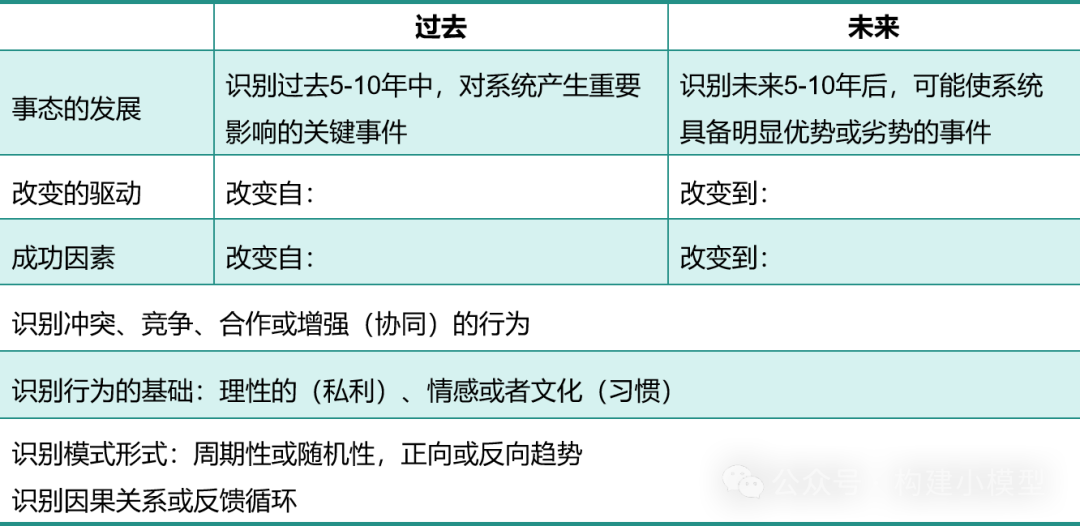 过去 未来
事态的发展 识别过去5-10年中，对系统产生重要 识别未来5-10年后，可能使系统
影响的关键事件 具备明显优势或劣势的事件
改变的驱动 改变自： 改变到：
成功因素 改变自： 改变到：
识别冲突、竞争、合作或增强（协同）的行为
识别行为的基础：理性的（私利）、情感或者文化（习惯）
识别模式形式：周期性或随机性，正向或反向趋势
识别因果关系或反馈循环
公众号 构建小模型